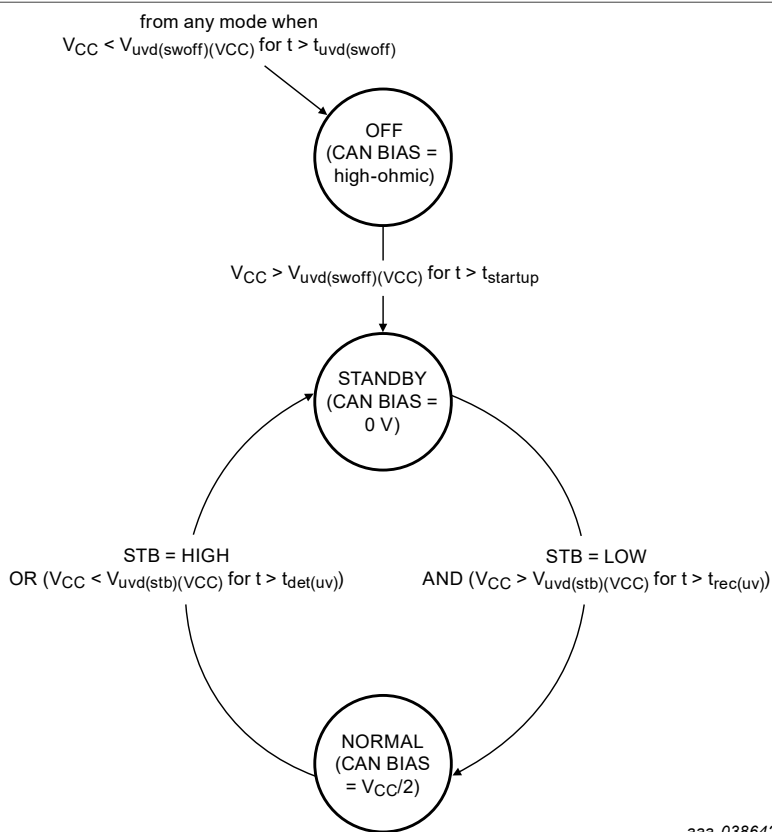 from any mode when
VCC < Vuvd(swoff)(VCC) for t > tuvd(swoff)
OFF
(CAN BIAS =
high-ohmic)
VCC > Vuvd(swoff)(VCC) for t > tstartup
STANDBY
(CAN BIAS =
0 V)
STB = HIGH
OR (VCC < Vuvd(stb)(VCC) for t > tdet(uv))
STB = LOW
AND (VCC > Vuvd(stb)(VCC) for t > trec(uv))
NORMAL
(CAN BIAS
= VCC/2)